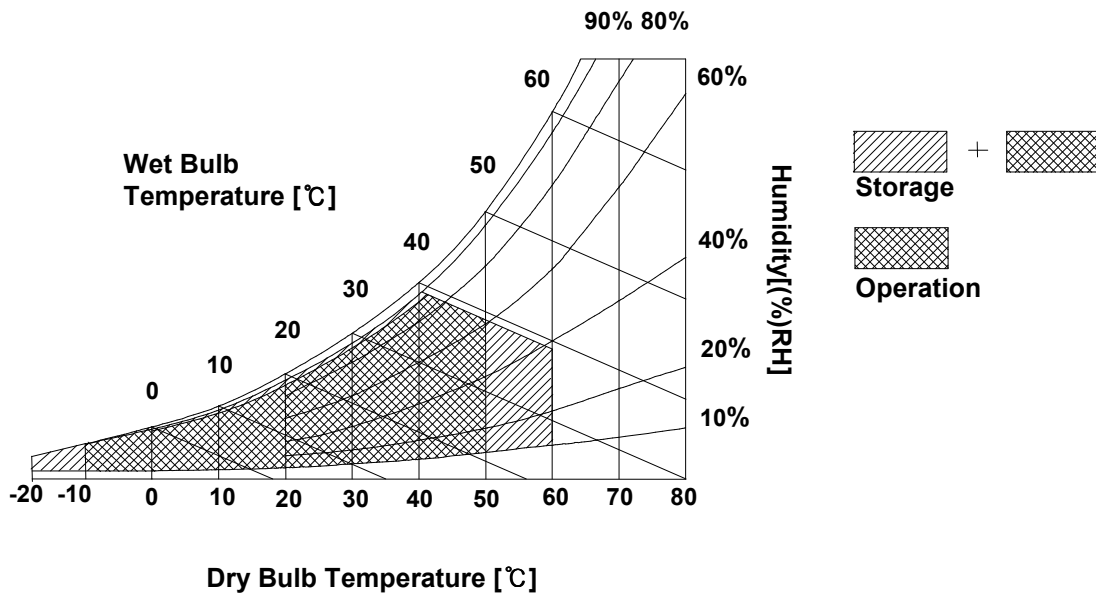 90% 80%
60
60%
50
Wet Bulb
Temperature [℃]
Storage
40
40%
Humidity[(%)RH]
30
Operation
20
20%
10
0
10%
-20 -10 0 10 20 30 40 50 60 70 80
Dry Bulb Temperature [℃]